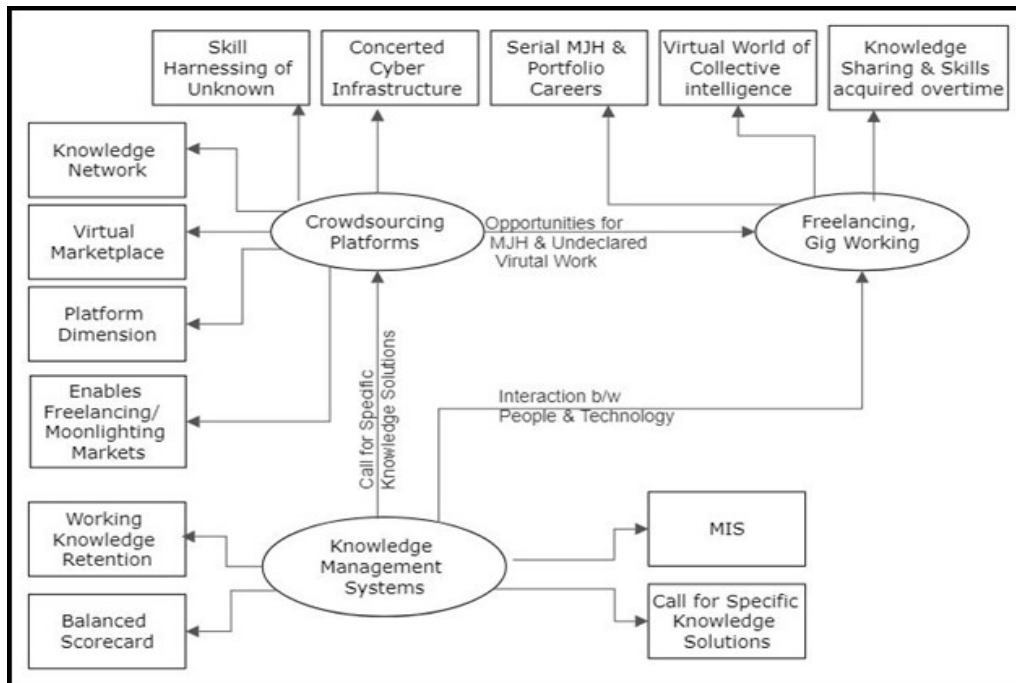 Skill
Harnessing of
Unknown
Concerted
Cyber
Infrastructure
Serial MJH &
Portfolio
Careers
Virtual World of
Collective
intelligence
Knowledge
Sharing & Skills
acquired overtime
Knowledge
Network
Virtual
Marketplace
Platform
Dimension
Enables
Freelancing/
Moonlighting
Markets
Crowdsourcing
Platforms
Opportunities for
MJH & Undeclared
Virutal Work
Freelancing,
Gig Working
Call for Specific
Knowledge Solutions
Interaction b/w
People & Technology
Working
Knowledge
Retention
Balanced
Scorecard
Knowledge
Management
Systems
MIS
Call for Specific
Knowledge
Solutions